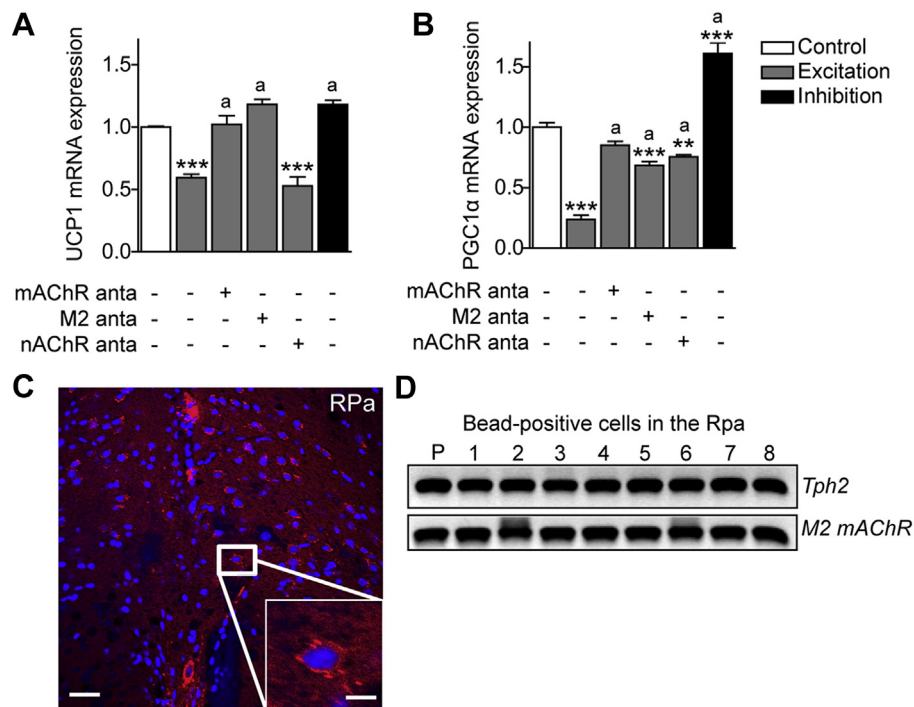 A
UCP1 mRNA expression
1.5
1.0
0.5
0.0
***
a
a
***
a
mAChR anta - - + - - -
M2 anta - - - + - -
nAChR anta - - - - + -
B
PGC1α mRNA expression
1.5
1.0
0.5
0.0
***
a
a
***
a
**
a
***
Control
Excitation
Inhibition
mAChR anta - - + - - -
M2 anta - - - + - -
nAChR anta - - - - + -
C
RPa
D
Bead-positive cells in the Rpa
P 1 2 3 4 5 6 7 8
Tph2
M2 mAChR